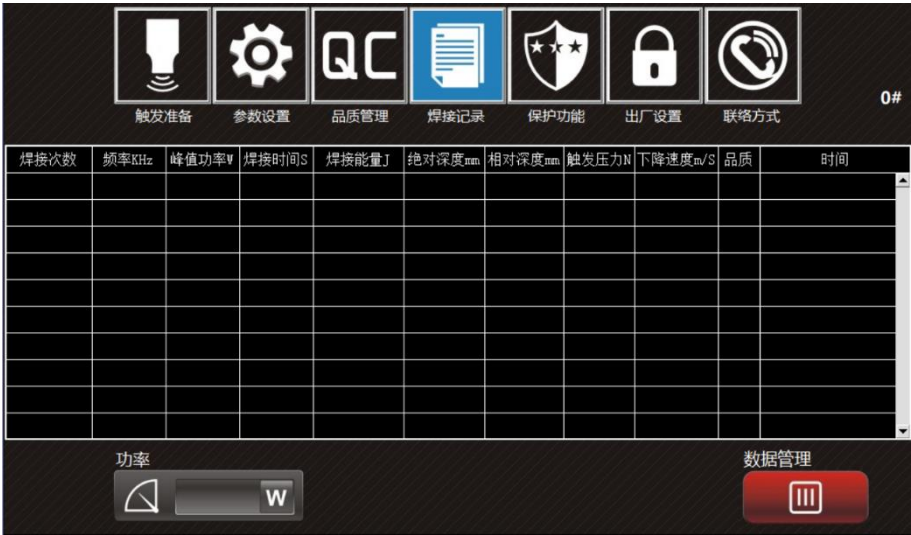 QC
触发准备 参数设置 品质管理 焊接记录 保护功能 出厂设置 联络方式
0#
焊接次数 频率KHz 峰值功率W 焊接时间S 焊接能量J 绝对深度mm 相对深度mm 触发压力N 下降速度m/S 品质 时间
功率
W
数据管理